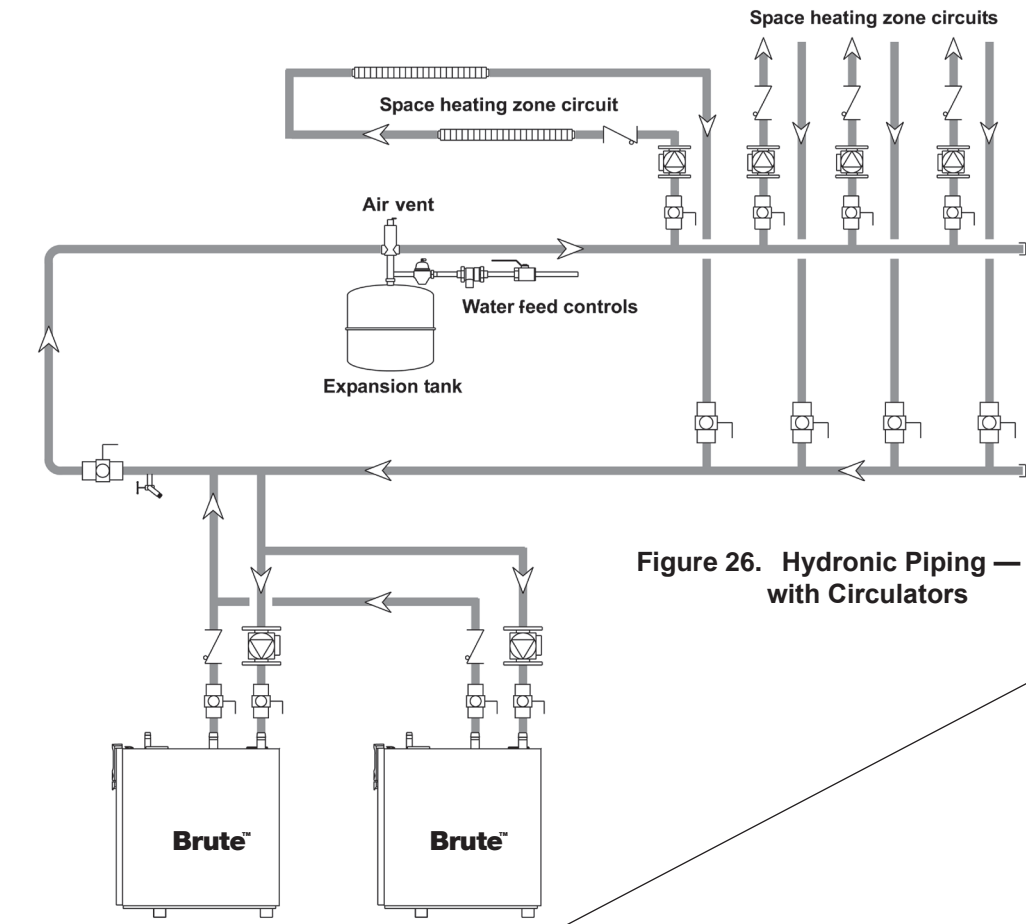 Space heating zone circuits
Space heating zone circuit
Air vent
Water feed controls
Expansion tank
Figure 26. Hydronic Piping —
with Circulators
Brute™
Brute™